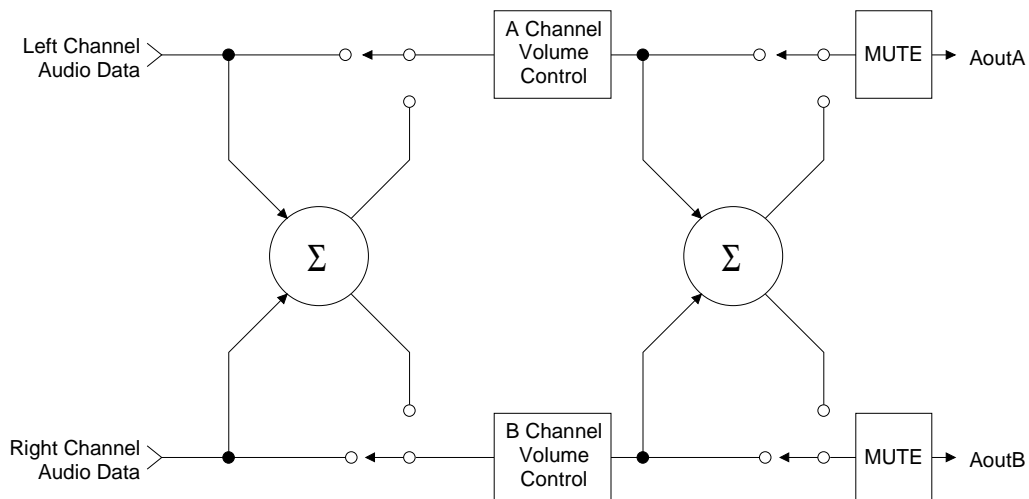 Left Channel
Audio Data
A Channel
Volume
Control
MUTE
AoutA
Σ
Σ
Right Channel
Audio Data
B Channel
Volume
Control
MUTE
AoutB